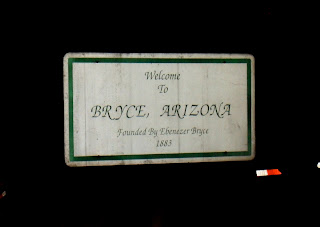 Welcome
To
BRYCE, ARIZONA
Founded By Ebenezer Bryce
1883